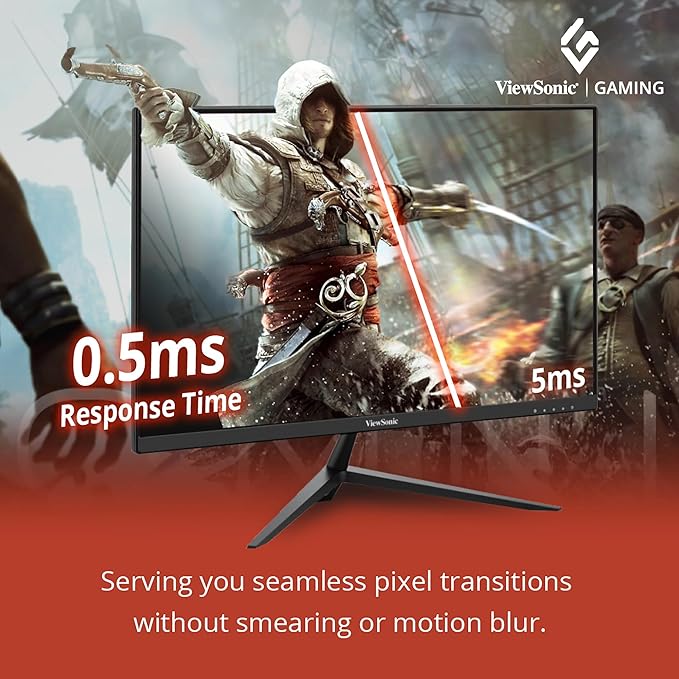 ViewSonic® | GAMING
0.5ms
Response Time
5ms
ViewSonic
Serving you seamless pixel transitions
without smearing or motion blur.